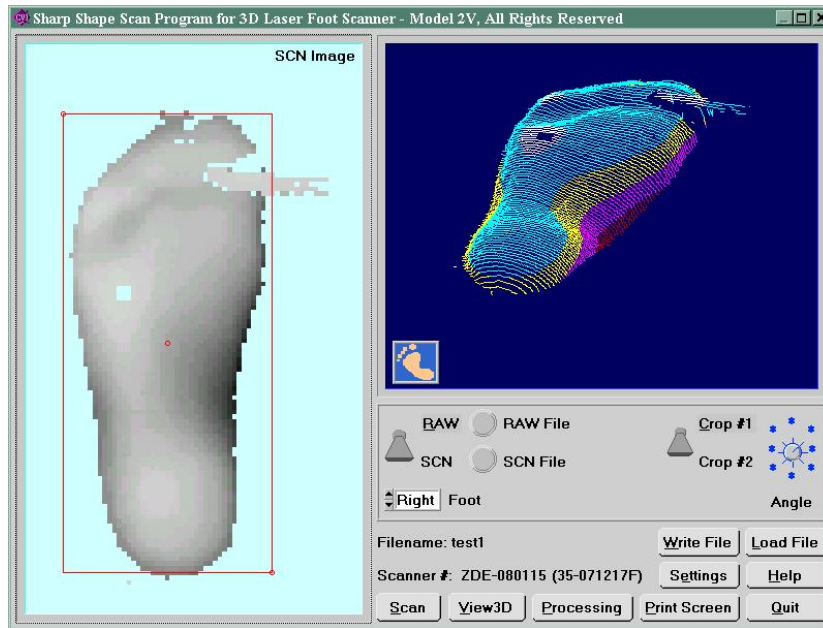 Sharp Shape Scan Program for 3D Laser Foot Scanner - Model 2V, All Rights Reserved
SCN Image
RAW RAW File
SCN SCN File
Crop #1
Crop #2
Right Foot
Angle
Filename: test1
Write File Load File
Scanner #: ZDE-080115 (35-071217F)
Settings Help
Scan View3D Processing Print Screen Quit